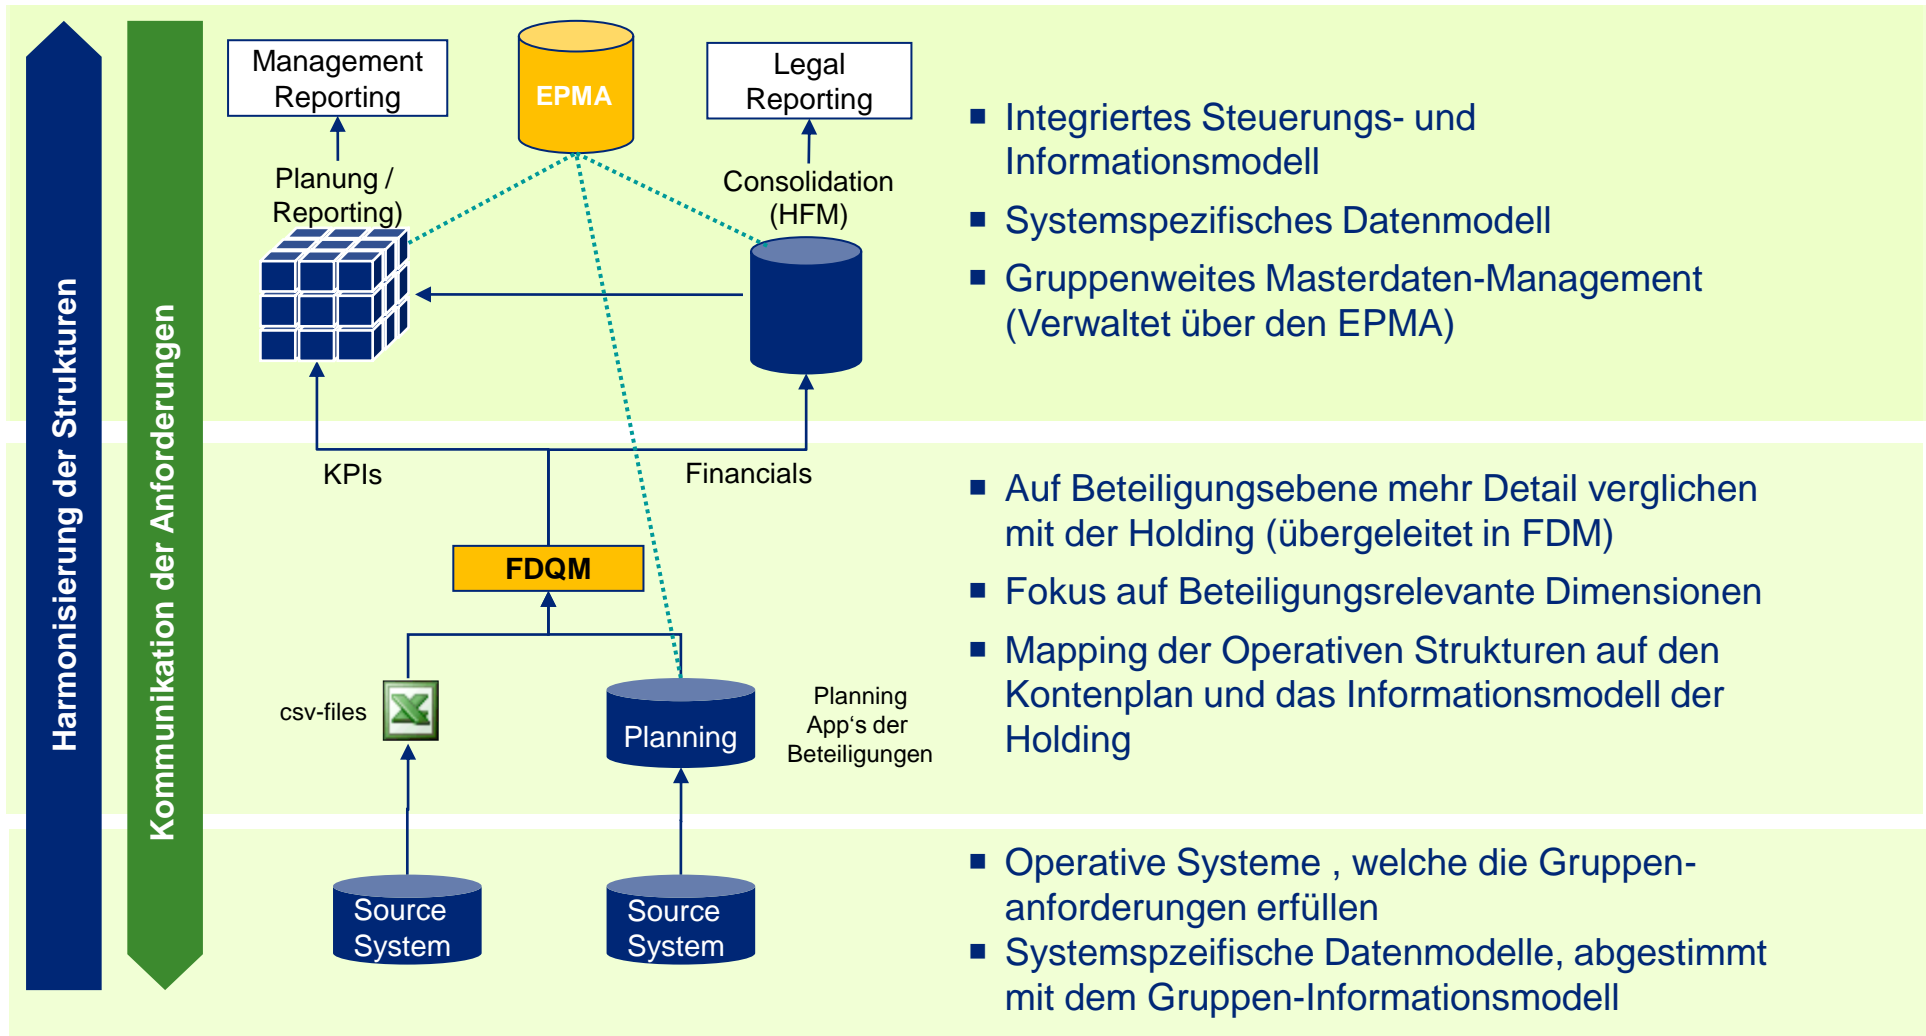 Harmonisierung der Strukturen
Kommunikation der Anforderungen
Management
Reporting
EPMA
Legal
Reporting
Planung /
Reporting)
Consolidation
(HFM)
KPIs
Financials
FDQM
csv-files
Planning
Planning
App‘s der
Beteiligungen
Source
System
Source
System
Integriertes Steuerungs- und
Informationsmodell
Systemspezifisches Datenmodell
Gruppenweites Masterdaten-Management
(Verwaltet über den EPMA)
Auf Beteiligungsebene mehr Detail verglichen
mit der Holding (übergeleitet in FDM)
Fokus auf Beteiligungsrelevante Dimensionen
Mapping der Operativen Strukturen auf den
Kontenplan und das Informationsmodell der
Holding
Operative Systeme , welche die Gruppen-
anforderungen erfüllen
Systemspzeifische Datenmodelle, abgestimmt
mit dem Gruppen-Informationsmodell